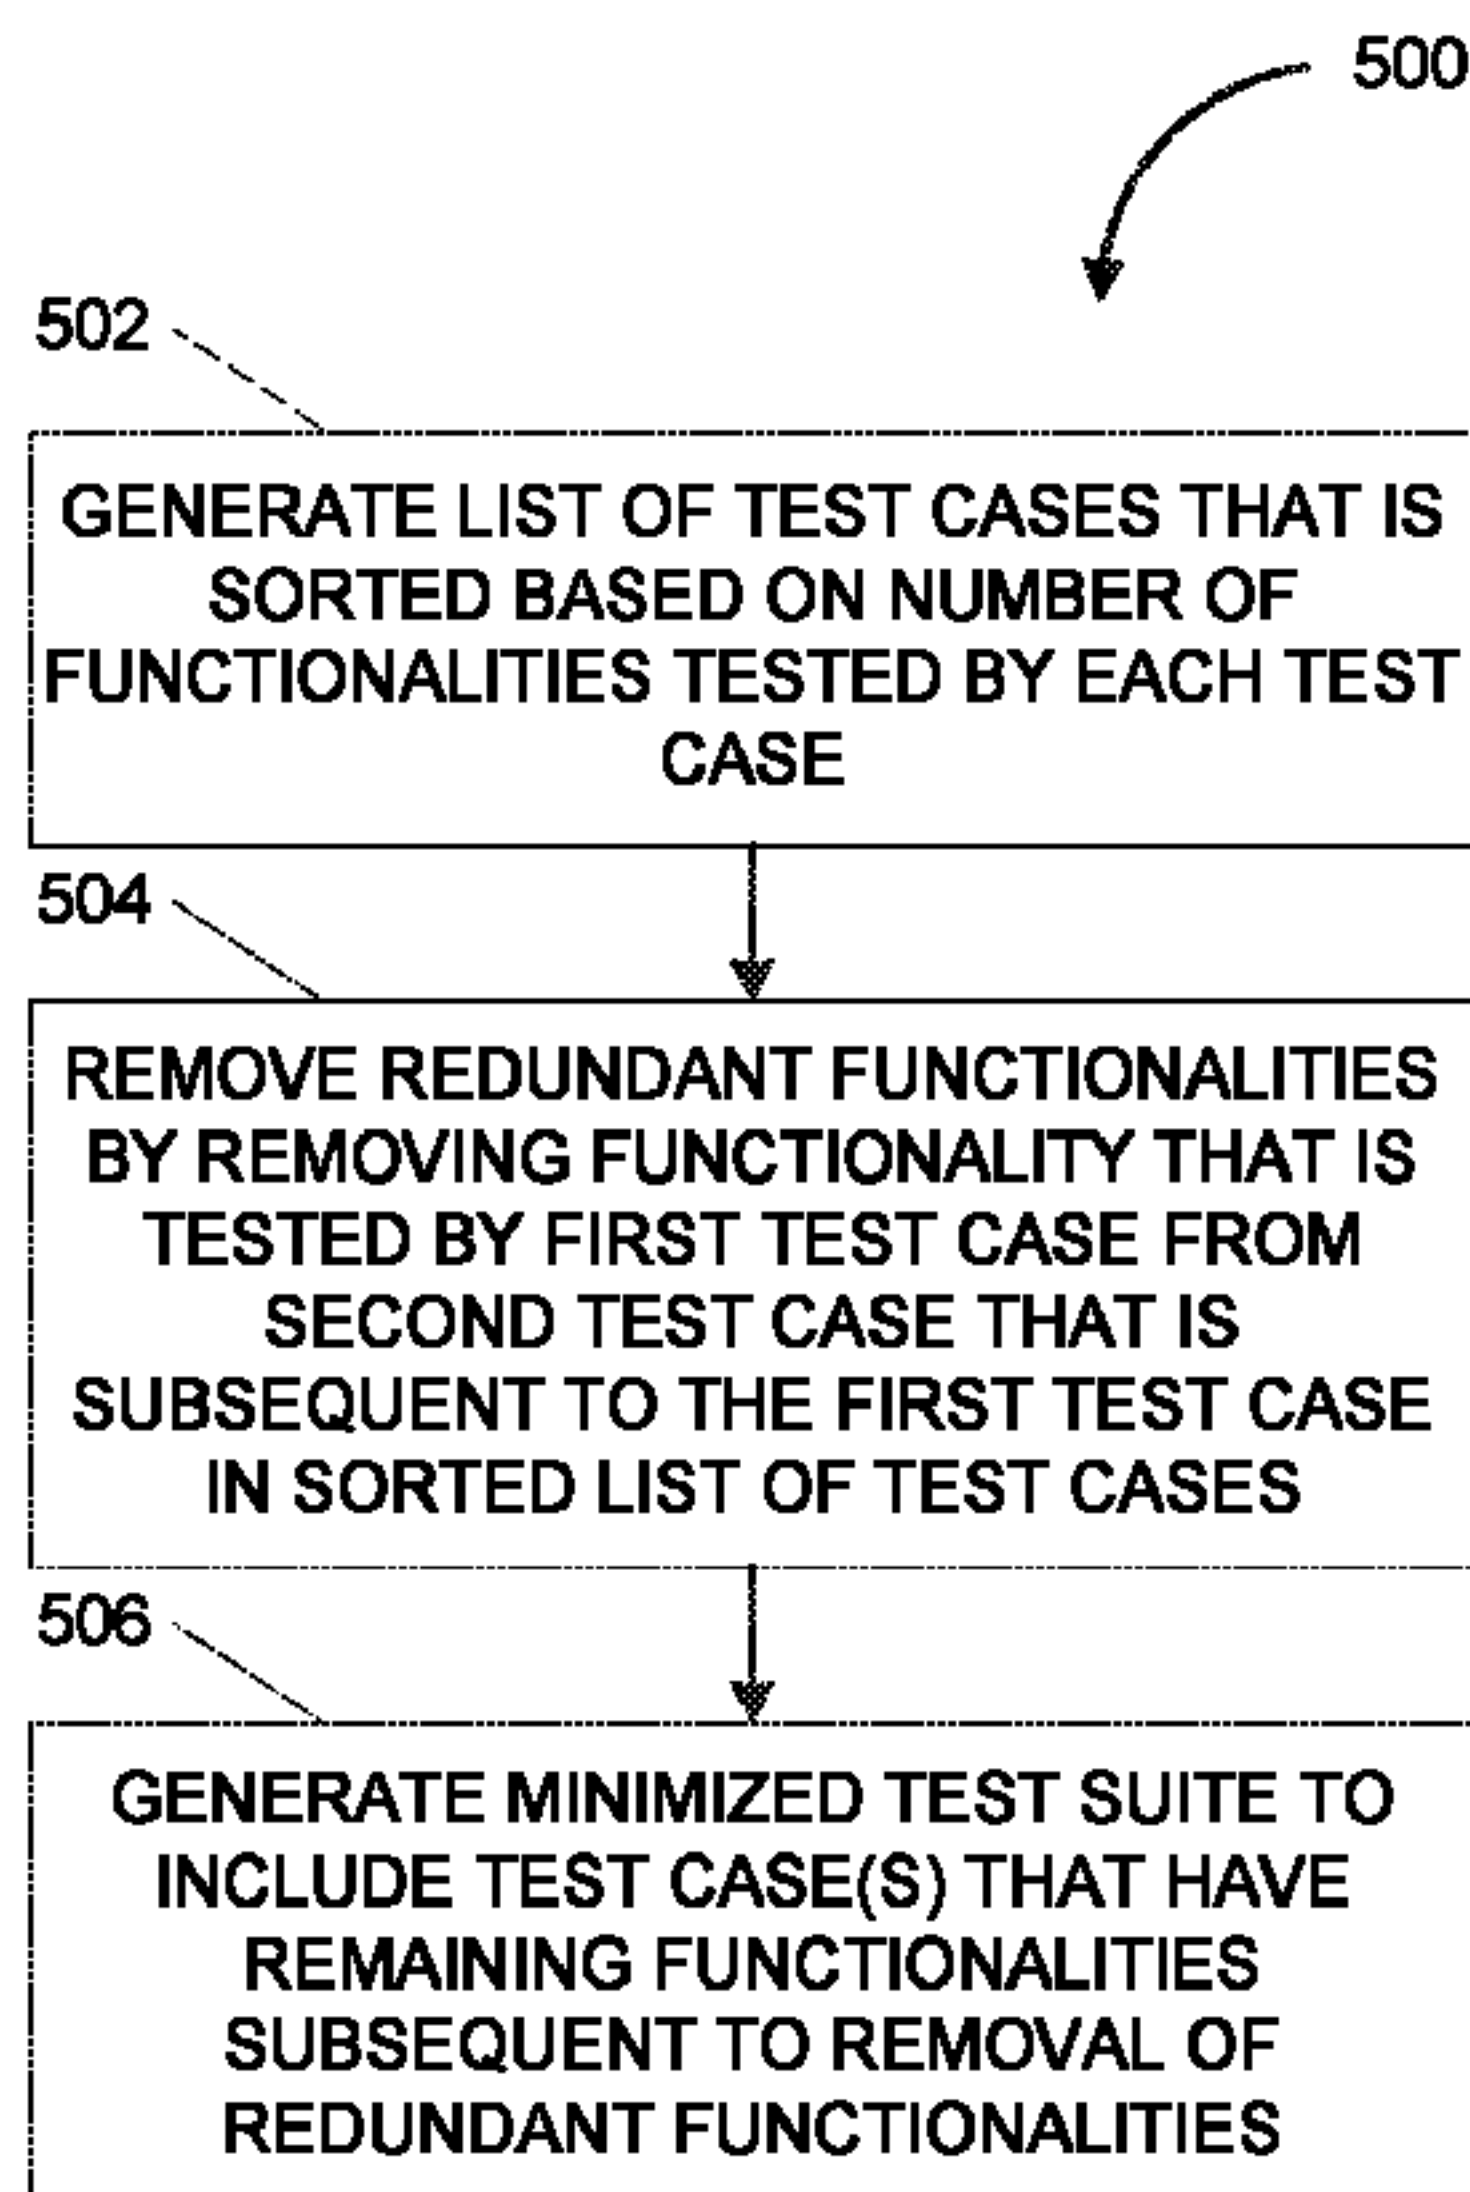 500
502
GENERATE LIST OF TEST CASES THAT IS
SORTED BASED ON NUMBER OF
FUNCTIONALITIES TESTED BY EACH TEST
CASE
504
REMOVE REDUNDANT FUNCTIONALITIES
BY REMOVING FUNCTIONALITY THAT IS
TESTED BY FIRST TEST CASE FROM
SECOND TEST CASE THAT IS
SUBSEQUENT TO THE FIRST TEST CASE
IN SORTED LIST OF TEST CASES
506
GENERATE MINIMIZED TEST SUITE TO
INCLUDE TEST CASE(S) THAT HAVE
REMAINING FUNCTIONALITIES
SUBSEQUENT TO REMOVAL OF
REDUNDANT FUNCTIONALITIES